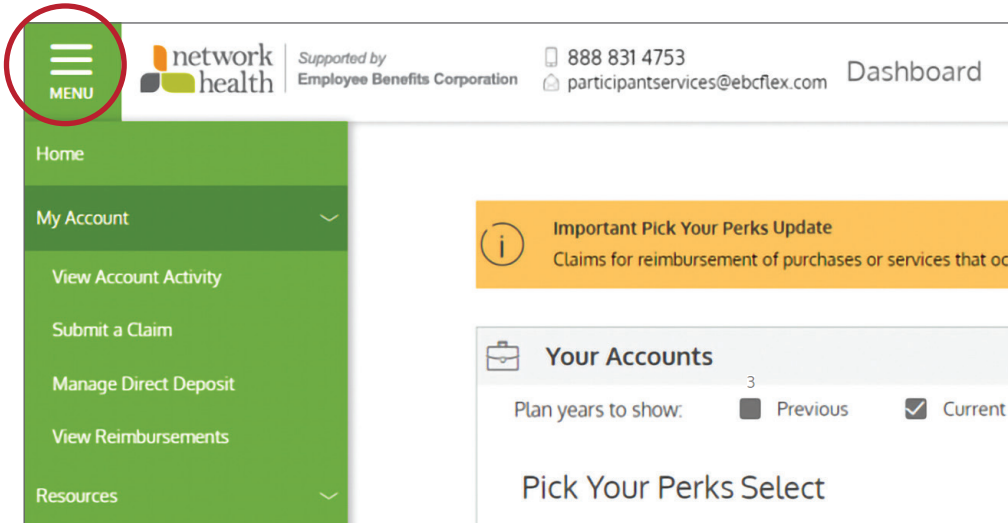 MENU
network
health
Supported by
Employee Benefits Corporation
888 831 4753
participantservices@ebcflex.com
Dashboard
Home
My Account
View Account Activity
Submit a Claim
Manage Direct Deposit
View Reimbursements
Resources
Important Pick Your Perks Update
Claims for reimbursement of purchases or services that oc
Your Accounts
3
Plan years to show: Previous Current
Pick Your Perks Select